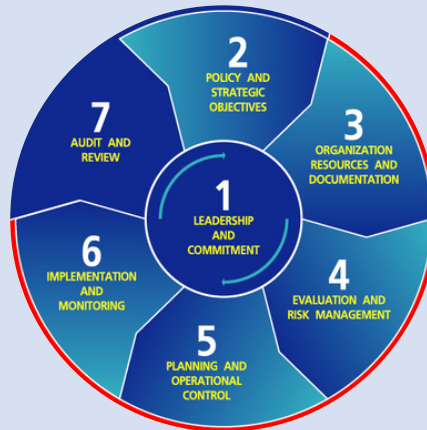 1
LEADERSHIP
AND
COMMITMENT
2
POLICY AND
STRATEGIC
OBJECTIVES
3
ORGANIZATION
RESOURCES AND
DOCUMENTATION
4
EVALUATION AND
RISK MANAGEMENT
5
PLANNING AND
OPERATIONAL
CONTROL
6
IMPLEMENTATION
AND
MONITORING
7
AUDIT AND
REVIEW